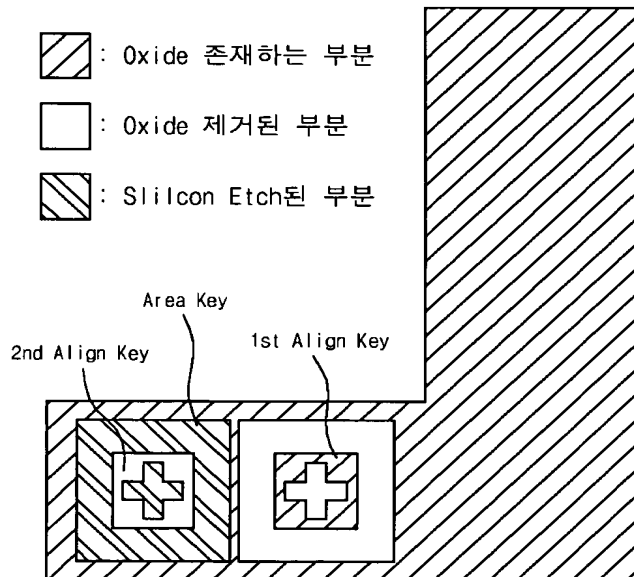 : Oxide 존재하는 부분
: Oxide 제거된 부분
: Slilcon Etch된 부분
Area Key
2nd Align Key
1st Align Key